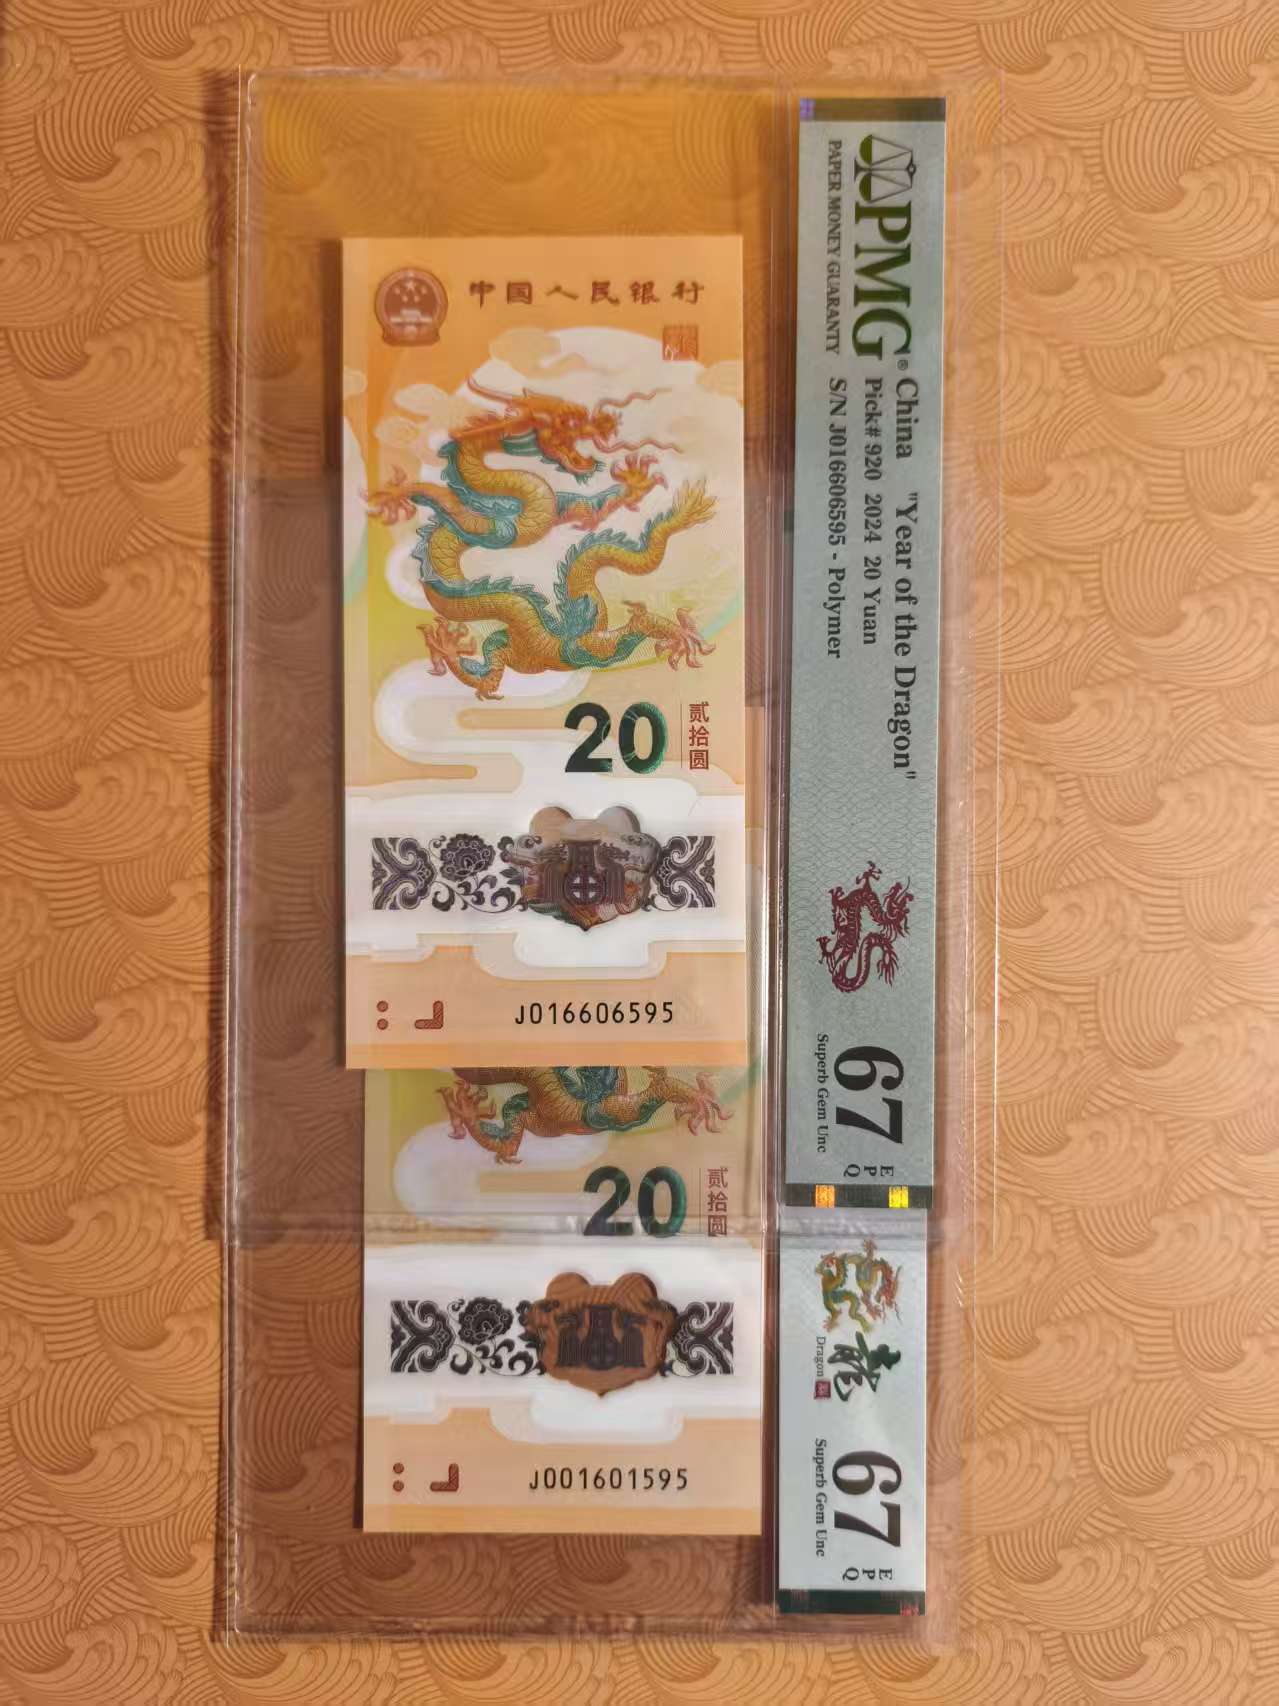 中国人民银行
20
贰拾圆
J016606595
20
贰拾圆
J001601595
PMG®
PAPER MONEY GUARANTY
China "Year of the Dragon"
Pick# 920 2024 20 Yuan
S/N J016606595 - Polymer
67
EPQ
Superb Gem Unc
龍
Dragon
67
EPQ
Superb Gem Unc